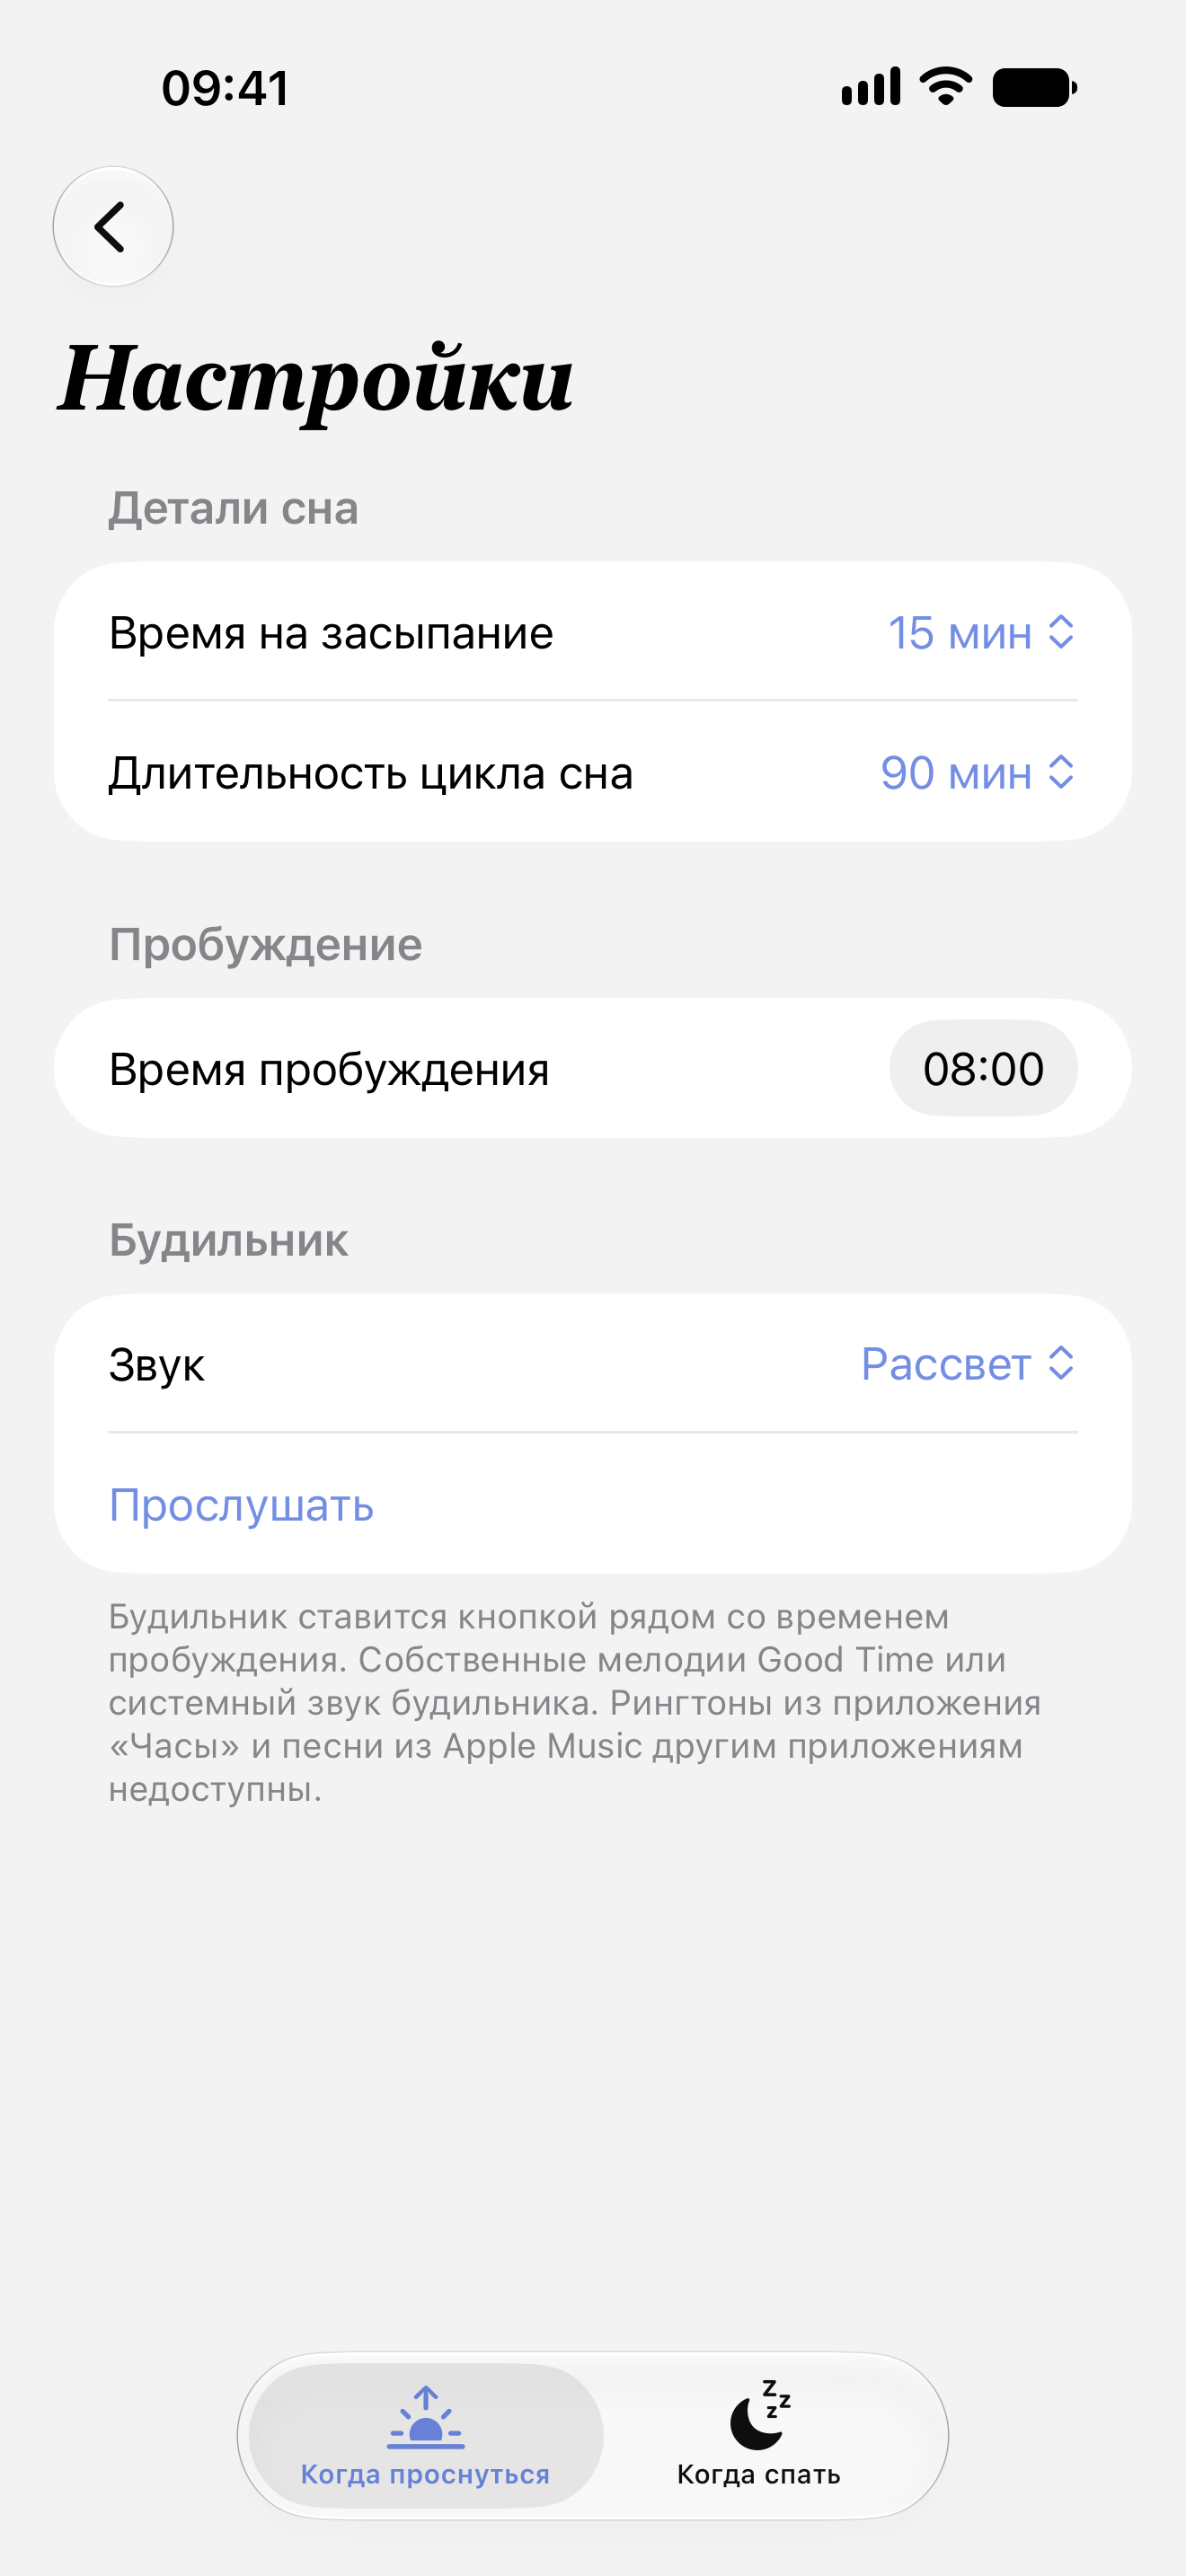 09:41
Настройки
Детали сна
Время на засыпание 15 мин
Длительность цикла сна 90 мин
Пробуждение
Время пробуждения 08:00
Будильник
Звук Рассвет
Прослушать
Будильник ставится кнопкой рядом со временем
пробуждения. Собственные мелодии Good Time или
системный звук будильника. Рингтоны из приложения
«Часы» и песни из Apple Music другим приложениям
недоступны.
Когда проснуться Когда спать